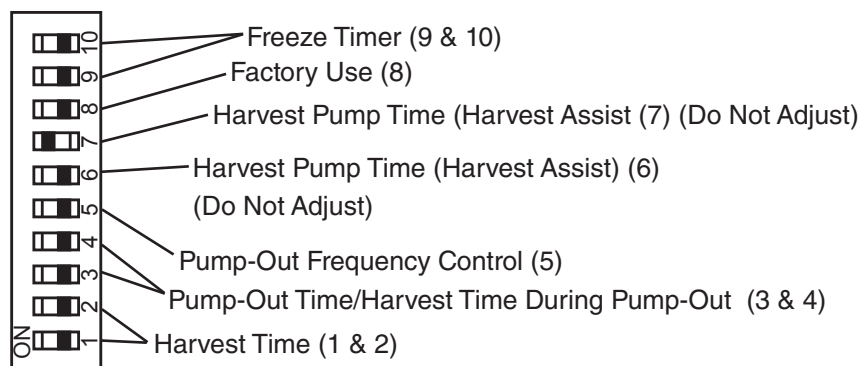 10
Freeze Timer (9 & 10)
9
Factory Use (8)
8
Harvest Pump Time (Harvest Assist (7) (Do Not Adjust)
7
Harvest Pump Time (Harvest Assist) (6)
6
(Do Not Adjust)
5
4
Pump-Out Frequency Control (5)
3
Pump-Out Time/Harvest Time During Pump-Out (3 & 4)
2
ON
1
Harvest Time (1 & 2)